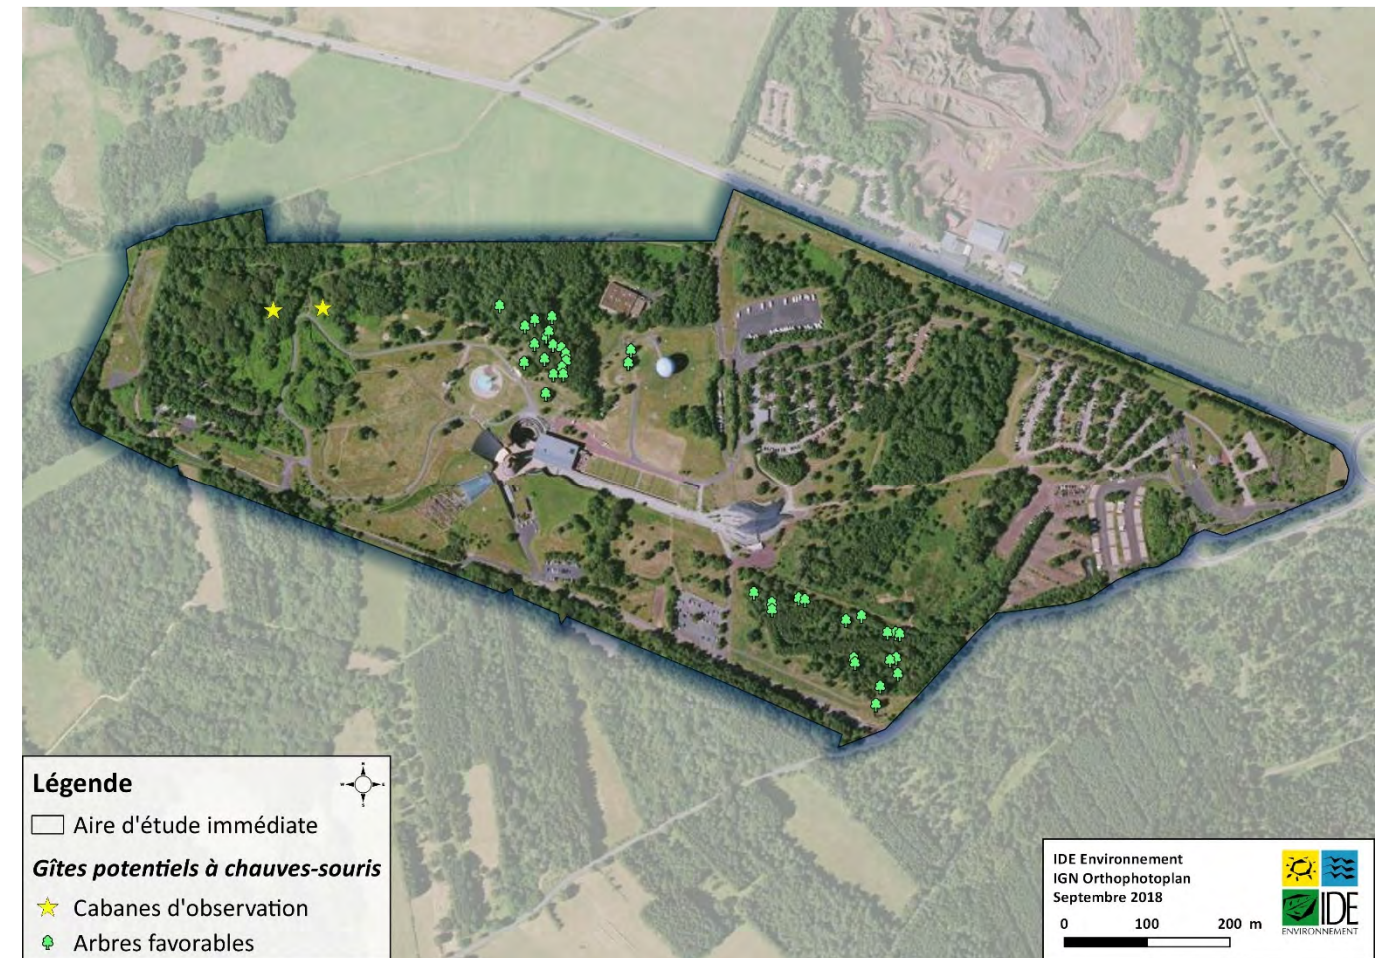 Légende
Aire d'étude immédiate
Gîtes potentiels à chauves-souris
Cabanes d'observation
Arbres favorables
IDE Environnement
IGN Orthophotoplan
Septembre 2018
0 100 200 m
IDE
ENVIRONNEMENT